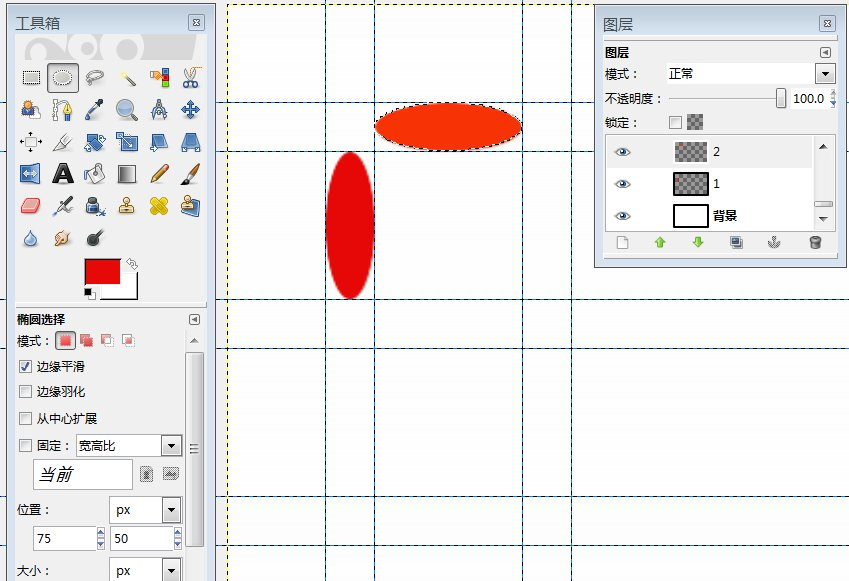 工具箱
椭圆选择
模式：
边缘平滑
边缘羽化
从中心扩展
固定： 宽高比
当前
位置： px
75 50
大小： px
图层
图层
模式： 正常
不透明度： 100.0
锁定：
2
1
背景